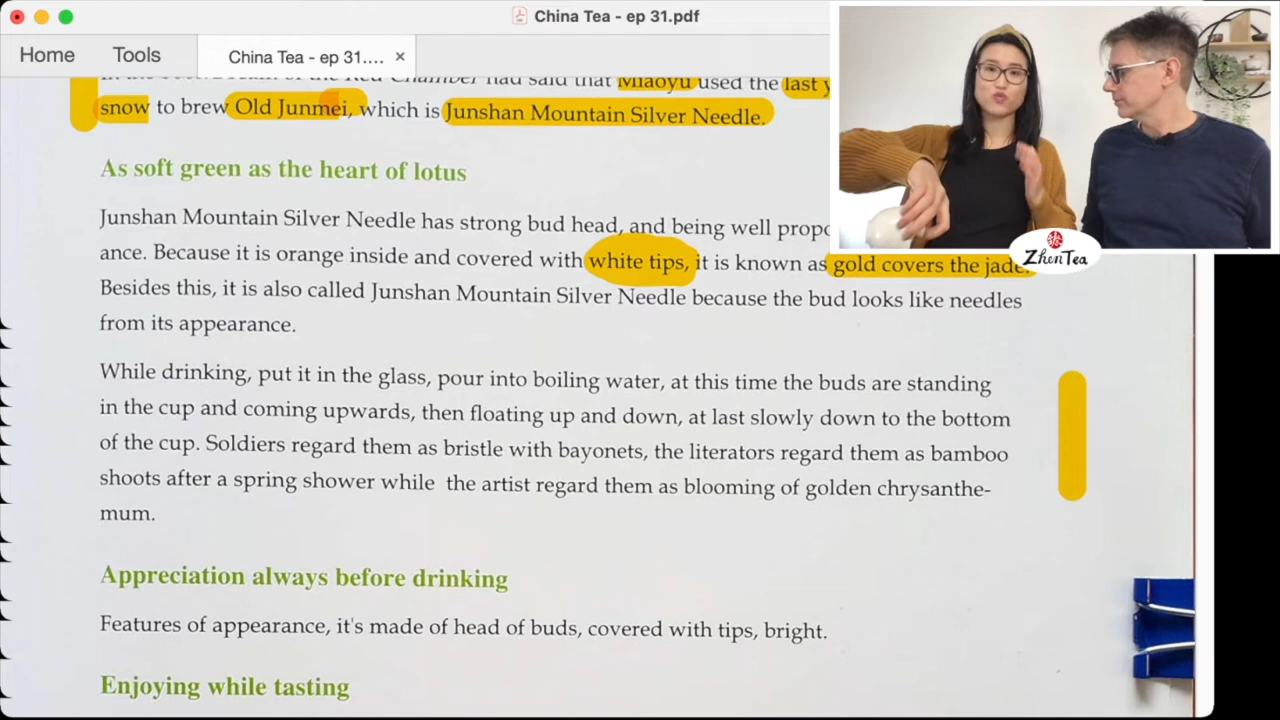 China Tea - ep 31.pdf
Home
Tools
China Tea - ep 31....
had said that Miaoyu used the last
snow to brew Old Junmei, which is Junshan Mountain Silver Needle.
As soft green as the heart of lotus
Junshan Mountain Silver Needle has strong bud head, and being well propo
ance. Because it is orange inside and covered with white tips, it is known as gold covers the jade.
Besides this, it is also called Junshan Mountain Silver Needle because the bud looks like needles
from its appearance.
While drinking, put it in the glass, pour into boiling water, at this time the buds are standing
in the cup and coming upwards, then floating up and down, at last slowly down to the bottom
of the cup. Soldiers regard them as bristle with bayonets, the literators regard them as bamboo
shoots after a spring shower while the artist regard them as blooming of golden chrysanthe-
mum.
Appreciation always before drinking
Features of appearance, it's made of head of buds, covered with tips, bright.
Enjoying while tasting
ZhenTea